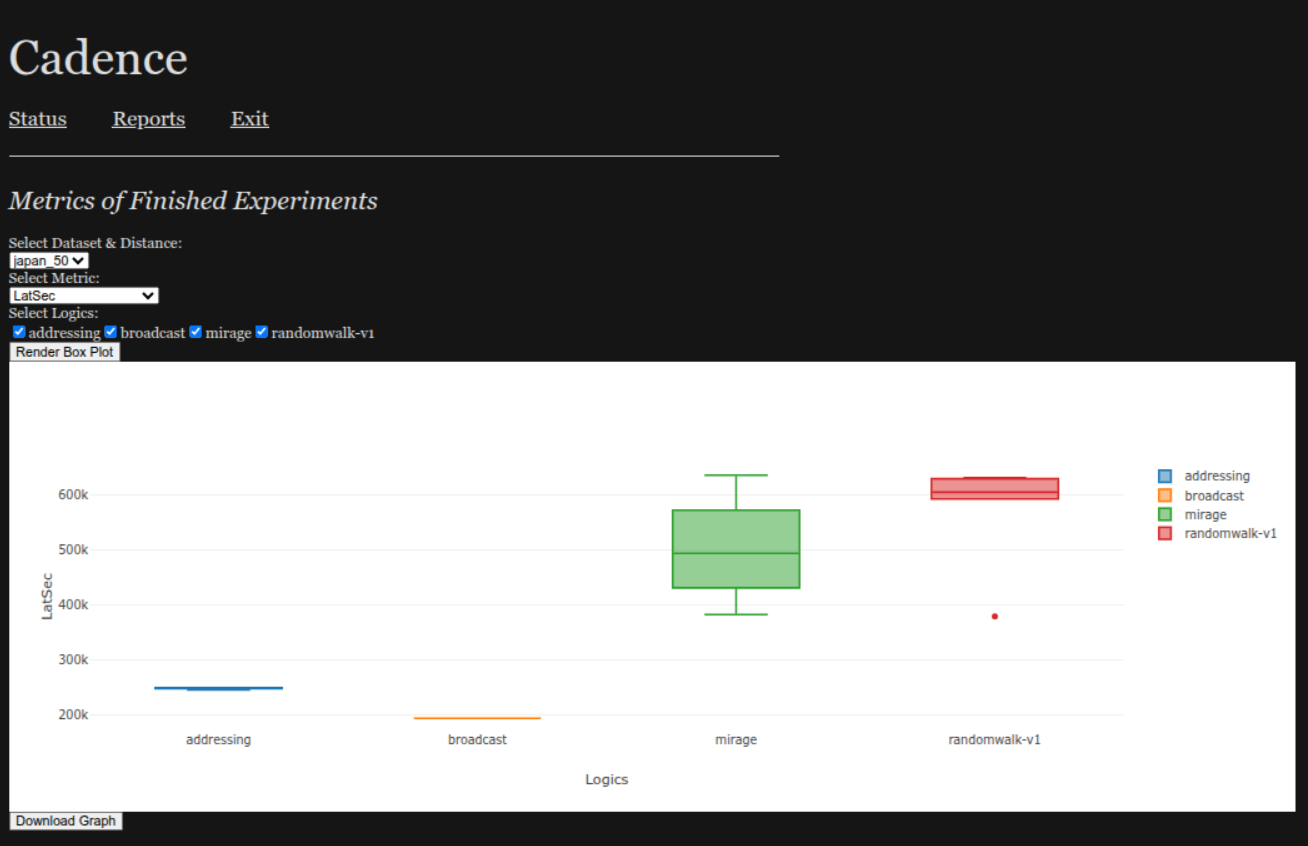 Cadence
Status Reports Exit
Metrics of Finished Experiments
Select Dataset & Distance:
japan_50
Select Metric:
LatSec
Select Logics:
addressing broadcast mirage randomwalk-v1
Render Box Plot
addressing
broadcast
mirage
randomwalk-v1
600k
500k
400k
300k
200k
LatSec
addressing broadcast mirage randomwalk-v1
Logics
Download Graph